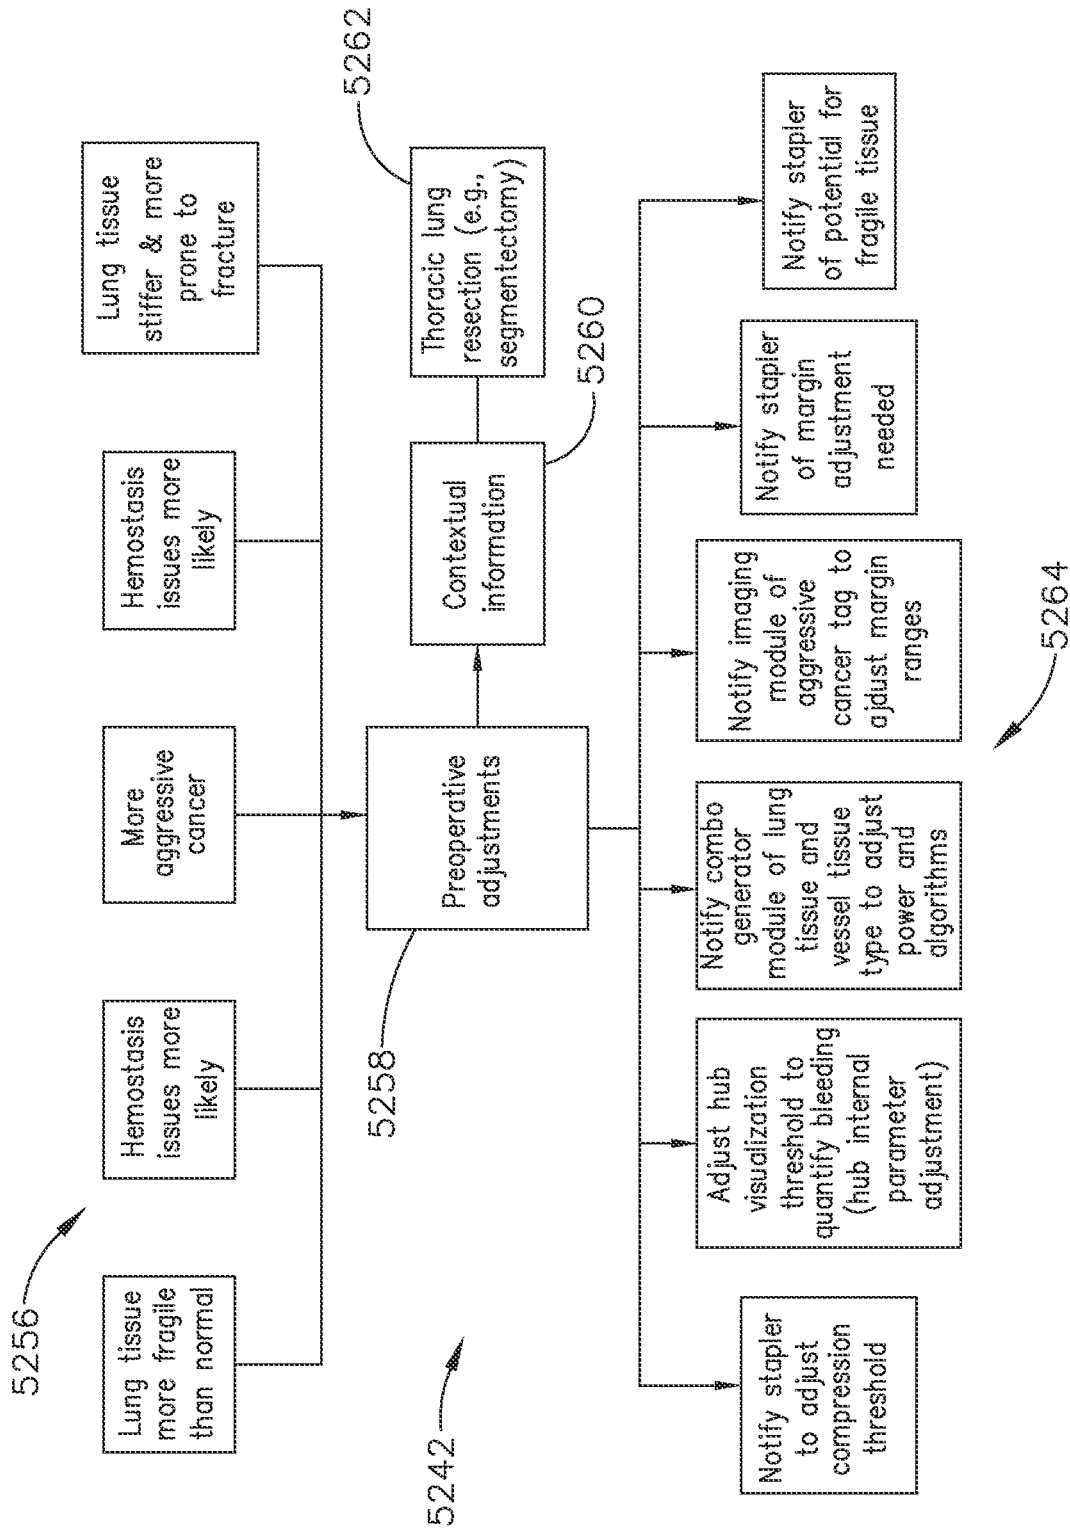 5256
Lung tissue
more fragile
than normal
Hemostasis
issues more
likely
More
aggressive
cancer
Hemostasis
issues more
likely
Lung tissue
stiffer & more
prone to
fracture
5242
5258
Preoperative
adjustments
Contextual
information
5260
Thoracic lung
resection (e.g.,
segmentectomy)
5262
Notify stapler
to adjust
compression
threshold
Adjust hub
visualization
threshold to
quantify bleeding
(hub internal
parameter
adjustment)
Notify combo
generator
module of lung
tissue and
vessel tissue
type to adjust
power and
algorithms
Notify imaging
module of
aggressive
cancer tag to
ajdust margin
ranges
Notify stapler
of margin
adjustment
needed
Notify stapler
of potential for
fragile tissue
5264